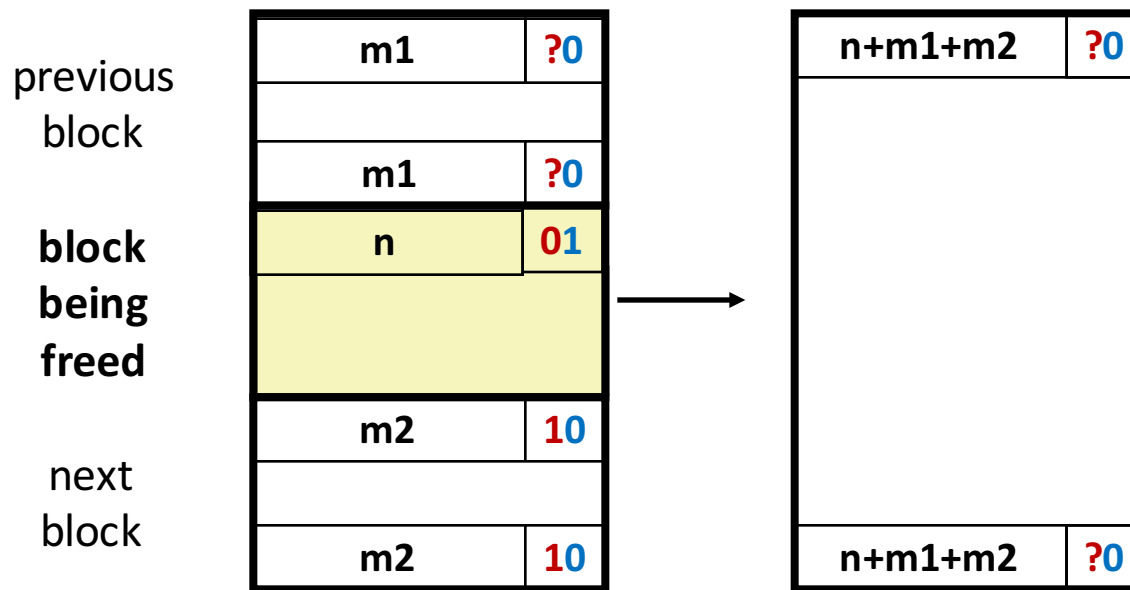 previous
block
m1 ?0
m1 ?0
block
being
freed
n 01
next
block
m2 10
m2 10
n+m1+m2 ?0
n+m1+m2 ?0